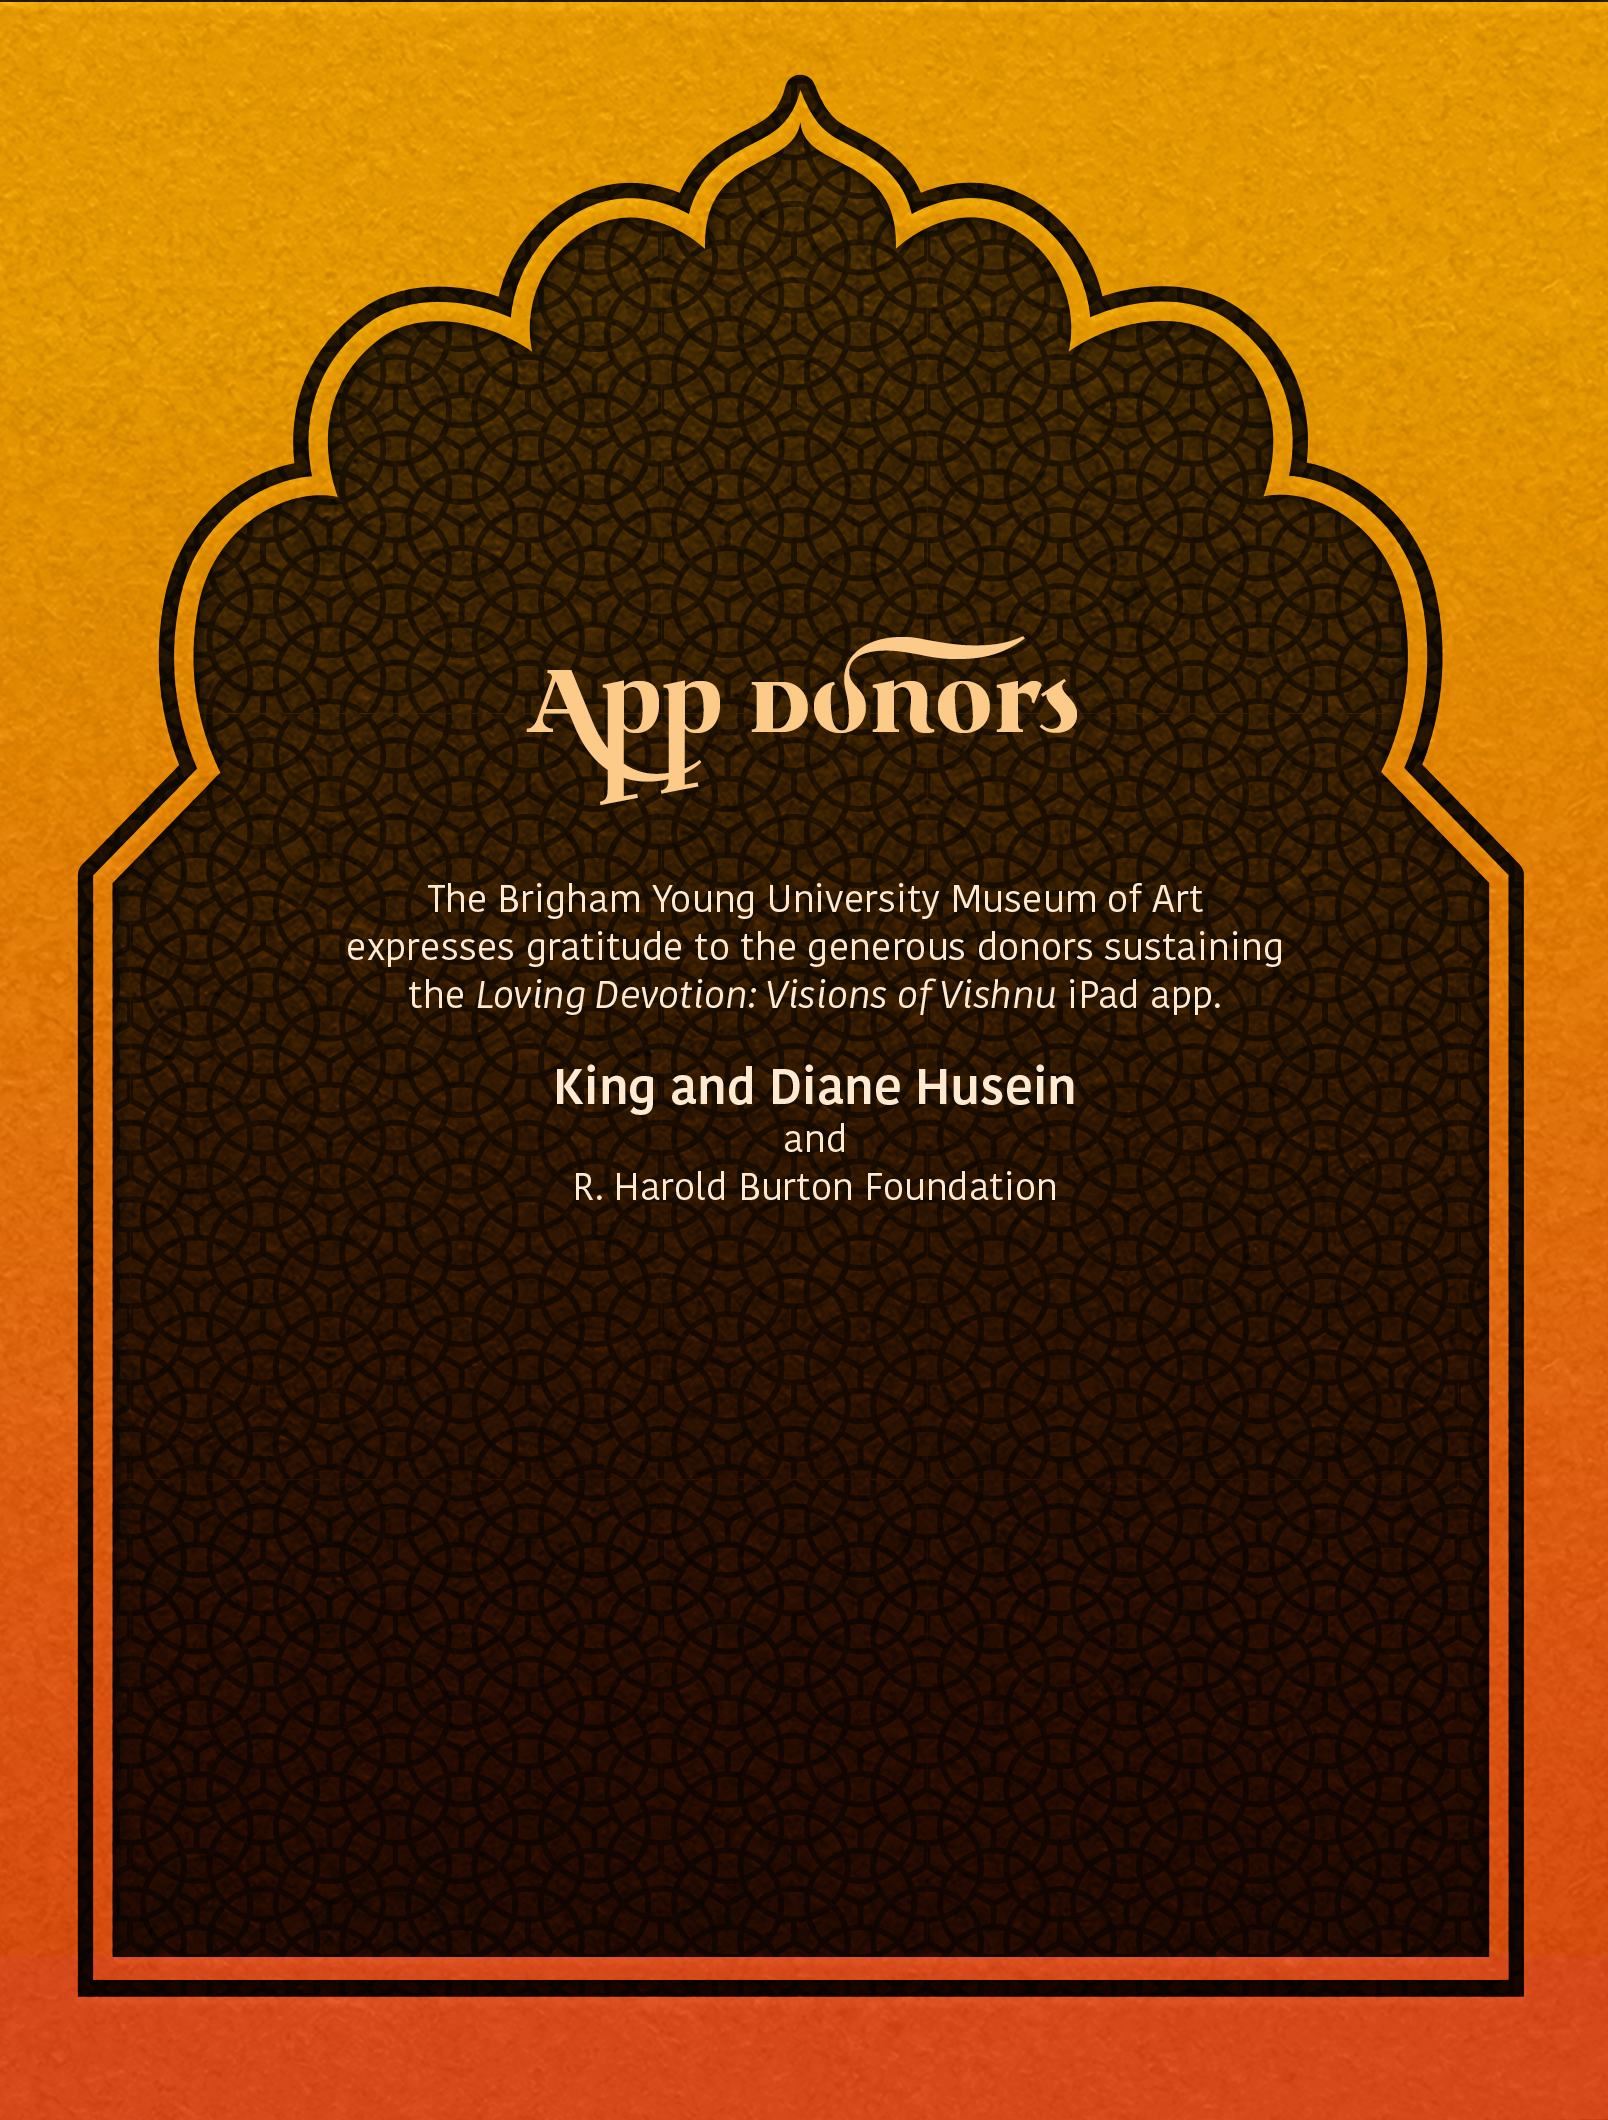 App Donors
The Brigham Young University Museum of Art
expresses gratitude to the generous donors sustaining
the Loving Devotion: Visions of Vishnu iPad app.
King and Diane Husein
and
R. Harold Burton Foundation